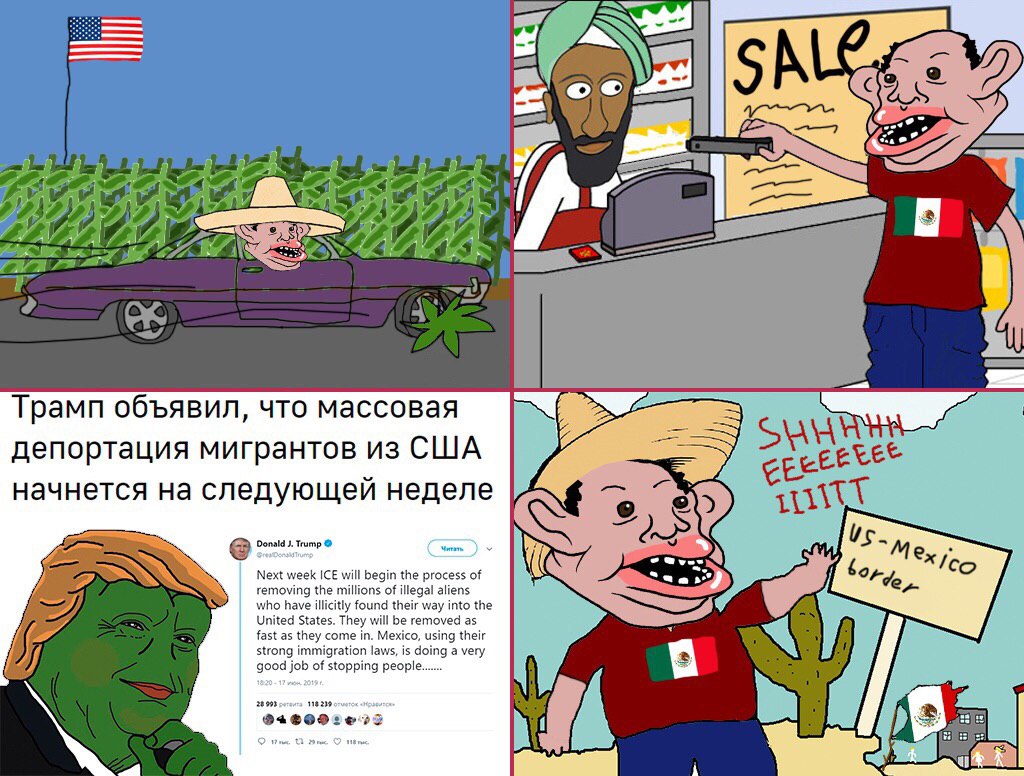 SALE
Трамп объявил, что массовая
депортация мигрантов из США
начнется на следующей неделе
Donald J. Trump
@realDonaldTrump
Читать
Next week ICE will begin the process of
removing the millions of illegal aliens
who have illicitly found their way into the
United States. They will be removed as
fast as they come in. Mexico, using their
strong immigration laws, is doing a very
good job of stopping people.......
18:20 - 17 июн. 2019 г.
28 993 ретвита 118 239 отметок «Нравится»
17 тыс. 29 тыс. 118 тыс.
SHHHHH
EEEEEEEE
IIIITT
US-Mexico
border